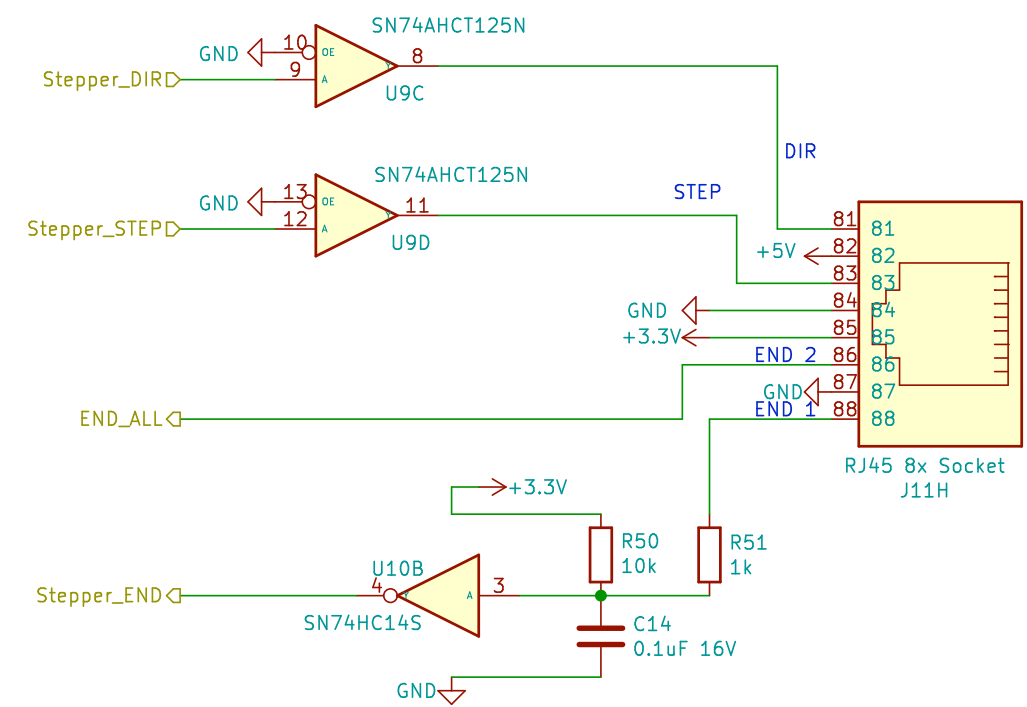 SN74AHCT125N
GND
10
OE
8
Y
Stepper_DIR
9
A
U9C
DIR
SN74AHCT125N
STEP
GND
13
OE
11
Y
Stepper_STEP
12
A
U9D
81 81
+5V
82 82
83 83
GND
84 84
+3.3V
85 85
END 2
86 86
GND
87 87
END 1
END_ALL
88 88
RJ45 8x Socket
J11H
+3.3V
R50
10k
R51
1k
U10B
4
Y
A
3
Stepper_END
SN74HC14S
C14
0.1uF 16V
GND